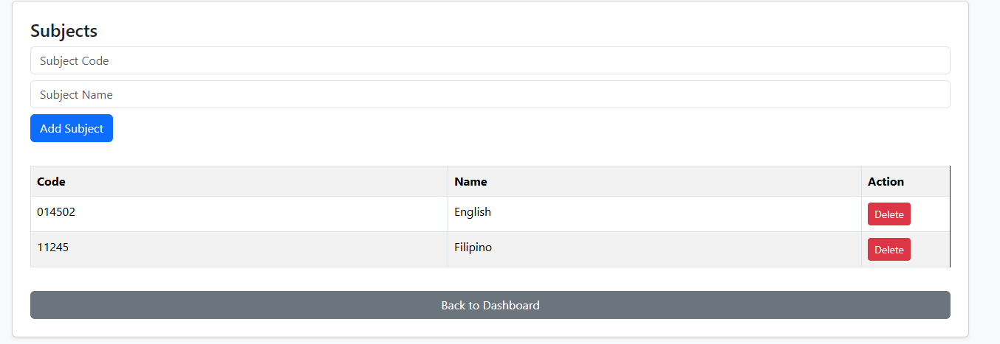 Subjects
Subject Code
Subject Name
Add Subject
Code Name Action
014502 English Delete
11245 Filipino Delete
Back to Dashboard